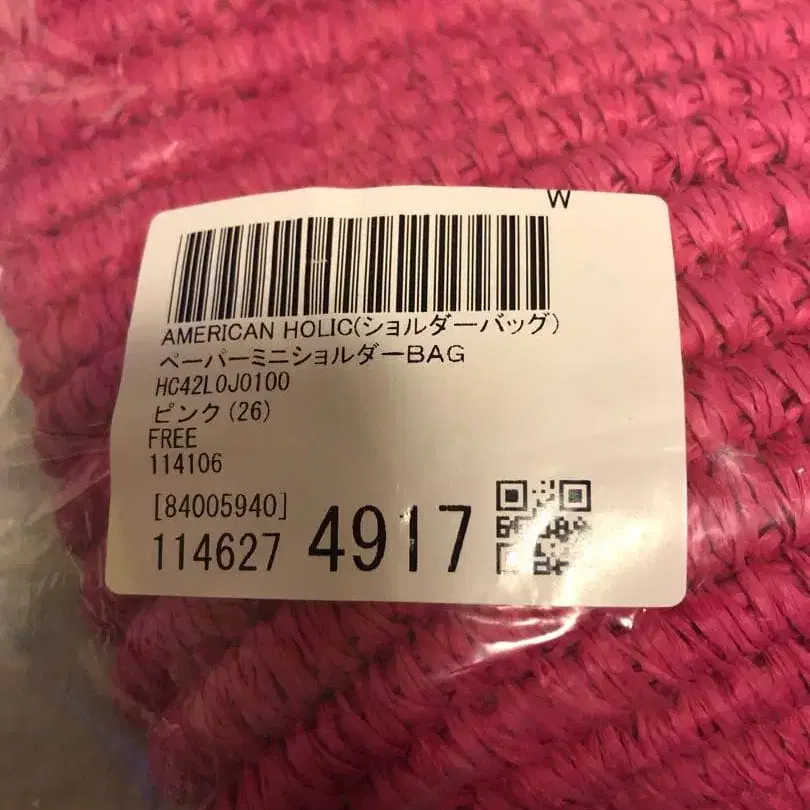 W
AMERICAN HOLIC(ショルダーバッグ)
ペーパーミニショルダーBAG
HC42L0J0100
ピンク(26)
FREE
114106
[84005940]
114627 4917